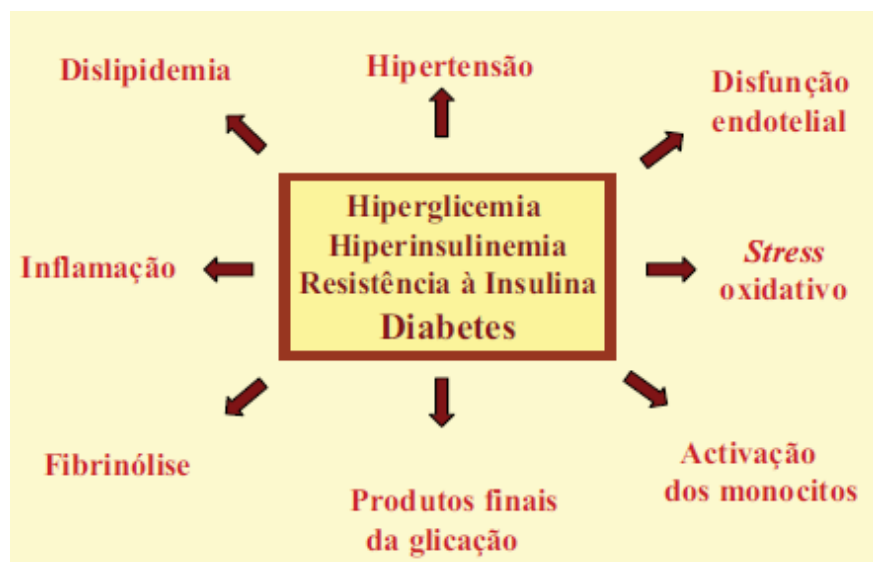 Dislipidemia
Hipertensão
Disfunção
endotelial
Hiperglicemia
Hiperinsulinemia
Resistência à Insulina
Diabetes
Inflamação
Stress
oxidativo
Fibrinólise
Produtos finais
da glicação
Activação
dos monocitos